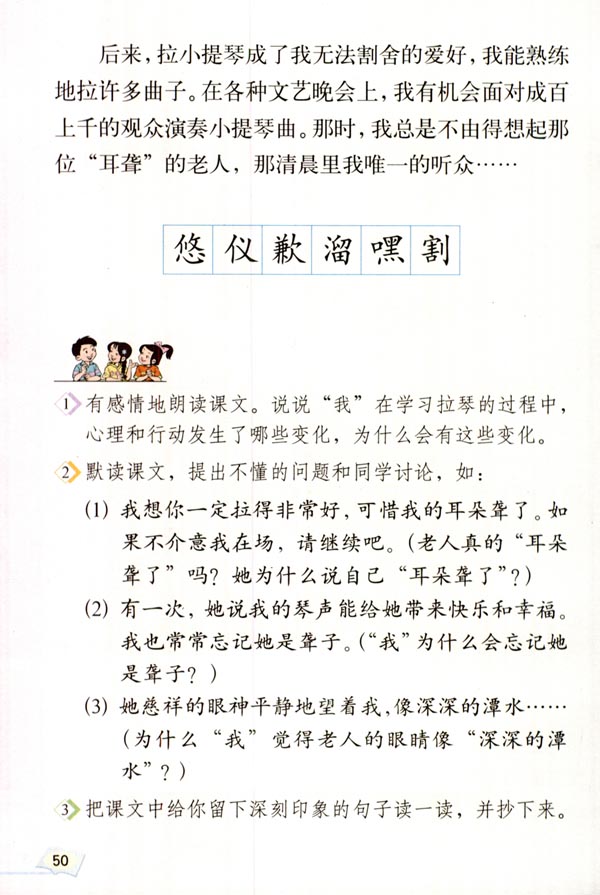 后来，拉小提琴成了我无法割舍的爱好，我能熟练
地拉许多曲子。在各种文艺晚会上，我有机会面对成百
上千的观众演奏小提琴曲。那时，我总是不由得想起那
位“耳聋”的老人，那清晨里我唯一的听众……
悠仪歉溜嘿割
1 有感情地朗读课文。说说“我”在学习拉琴的过程中，
心理和行动发生了哪些变化，为什么会有这些变化。
2 默读课文，提出不懂的问题和同学讨论，如：
(1) 我想你一定拉得非常好，可惜我的耳朵聋了。如
果不介意我在场，请继续吧。（老人真的“耳朵
聋了”吗？她为什么说自己“耳朵聋了”？）
(2) 有一次，她说我的琴声能给她带来快乐和幸福。
我也常常忘记她是聋子。（“我”为什么会忘记她
是聋子？）
(3) 她慈祥的眼神平静地望着我，像深深的潭水……
（为什么“我”觉得老人的眼睛像“深深的潭
水”？）
3 把课文中给你留下深刻印象的句子读一读，并抄下来。
50